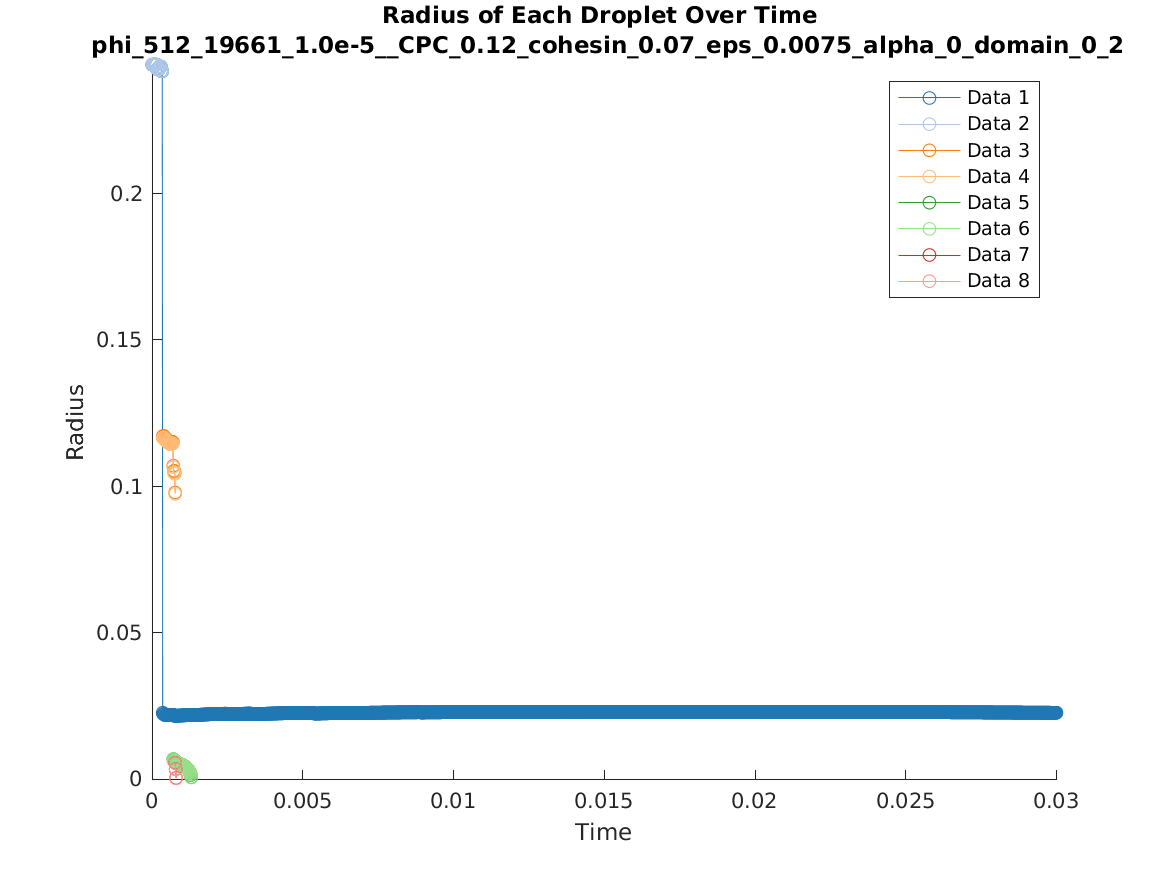 Radius of Each Droplet Over Time
phi_512_19661_1.0e-5__CPC_0.12_cohesin_0.07_eps_0.0075_alpha_0_domain_0_2
Data 1
Data 2
Data 3
Data 4
Data 5
Data 6
Data 7
Data 8
0.2
0.15
0.1
0.05
0
Radius
0
0.005
0.01
0.015
0.02
0.025
0.03
Time